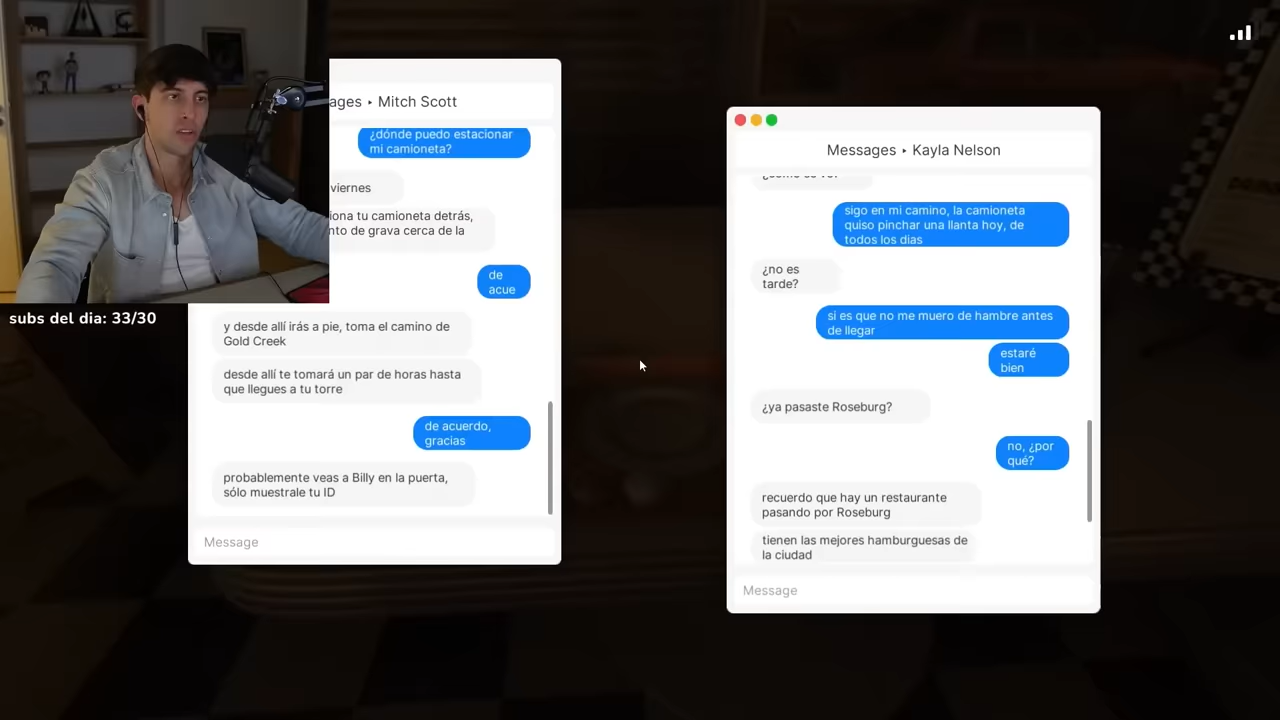 ages ‣ Mitch Scott
¿dónde puedo estacionar
mi camioneta?
viernes
iona tu camioneta detrás,
nto de grava cerca de la
de
acue
y desde allí irás a pie, toma el camino de
Gold Creek
desde allí te tomará un par de horas hasta
que llegues a tu torre
de acuerdo,
gracias
probablemente veas a Billy en la puerta,
sólo muestrale tu ID
Message
subs del dia: 33/30
Messages ‣ Kayla Nelson
sigo en mi camino, la camioneta
quiso pinchar una llanta hoy, de
todos los dias
¿no es
tarde?
si es que no me muero de hambre antes
de llegar
estaré
bien
¿ya pasaste Roseburg?
no, ¿por
qué?
recuerdo que hay un restaurante
pasando por Roseburg
tienen las mejores hamburguesas de
la ciudad
Message